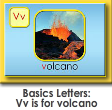 Vv
volcano
Basics Letters:
Vv is for volcano